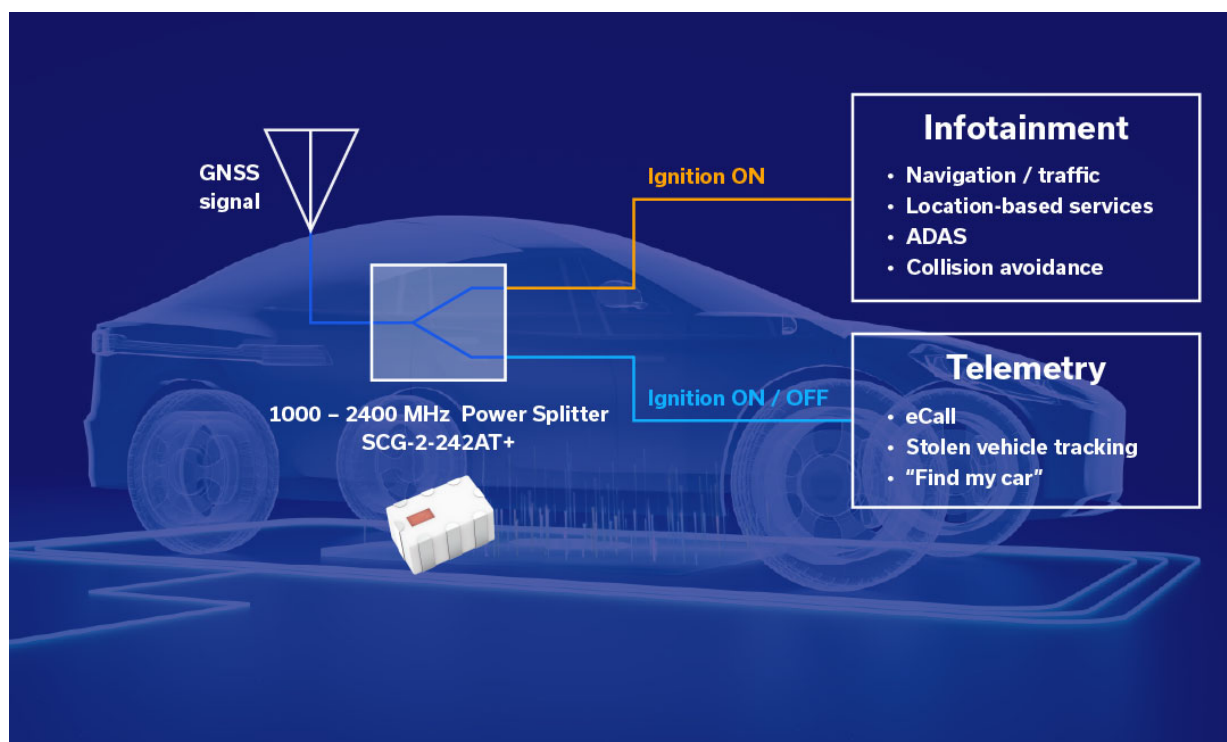 GNSS
signal
Ignition ON
Infotainment
• Navigation / traffic
• Location-based services
• ADAS
• Collision avoidance
1000 – 2400 MHz Power Splitter
SCG-2-242AT+
Ignition ON / OFF
Telemetry
• eCall
• Stolen vehicle tracking
• “Find my car”